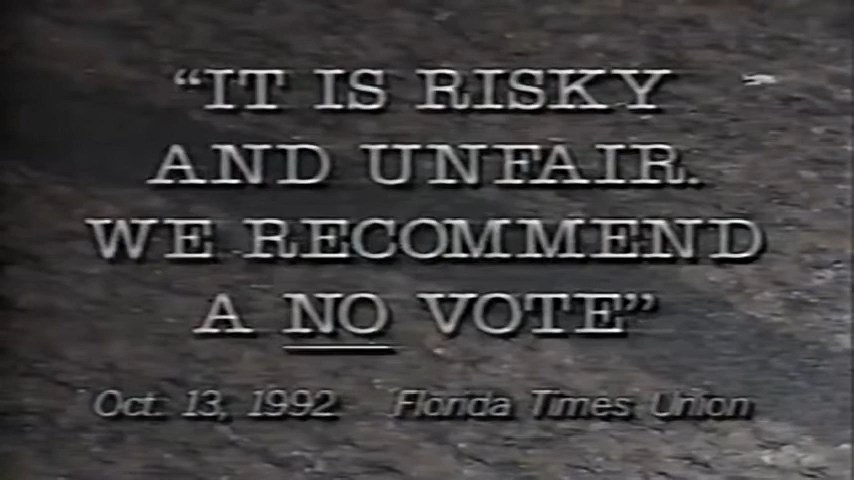 “IT IS RISKY
AND UNFAIR.
WE RECOMMEND
A NO VOTE”
Oct. 13, 1992 Florida Times Union